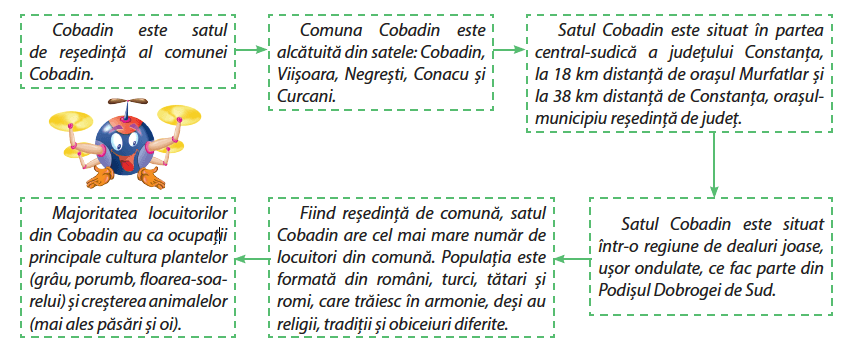 Cobadin este satul
de reședință al comunei
Cobadin.
Comuna Cobadin este
alcătuită din satele: Cobadin,
Viișoara, Negrești, Conacu și
Curcani.
Satul Cobadin este situat în partea
central-sudică a județului Constanța,
la 18 km distanță de orașul Murfatlar și
la 38 km distanță de Constanța, orașul-
municipiu reședință de județ.
Satul Cobadin este situat
într-o regiune de dealuri joase,
ușor ondulate, ce fac parte din
Podișul Dobrogei de Sud.
Fiind reședință de comună, satul
Cobadin are cel mai mare număr de
locuitori din comună. Populația este
formată din români, turci, tătari și
romi, care trăiesc în armonie, deși au
religii, tradiții și obiceiuri diferite.
Majoritatea locuitorilor
din Cobadin au ca ocupații
principale cultura plantelor
(grâu, porumb, floarea-soa-
relui) și creșterea animalelor
(mai ales păsări și oi).